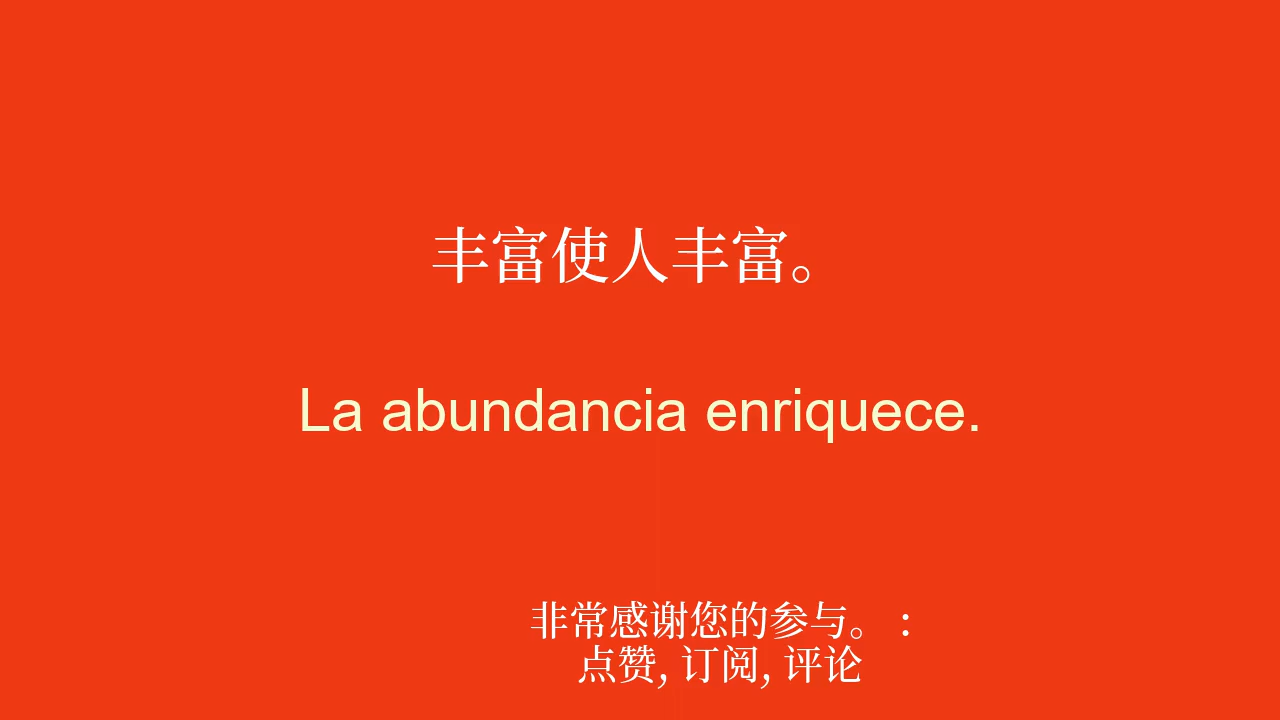 丰富使人丰富。
La abundancia enriquece.
非常感谢您的参与。 :
点赞, 订阅, 评论